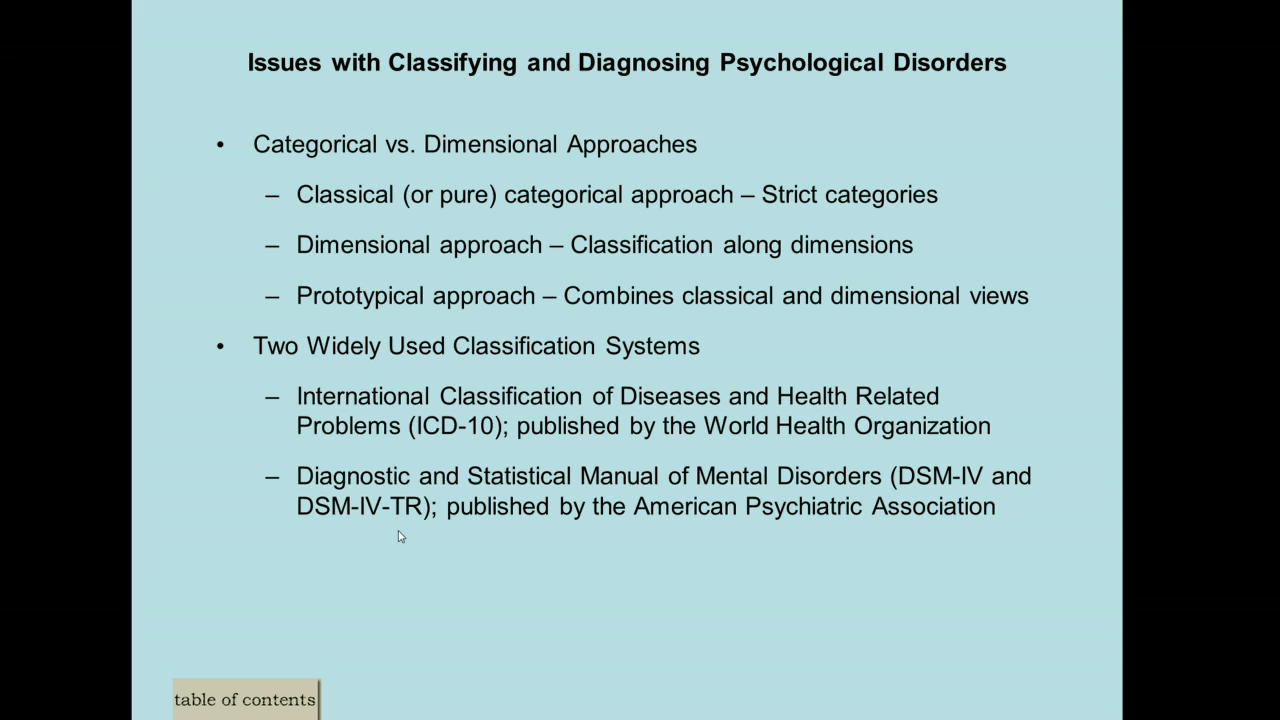 Issues with Classifying and Diagnosing Psychological Disorders
• Categorical vs. Dimensional Approaches
– Classical (or pure) categorical approach – Strict categories
– Dimensional approach – Classification along dimensions
– Prototypical approach – Combines classical and dimensional views
• Two Widely Used Classification Systems
– International Classification of Diseases and Health Related
Problems (ICD-10); published by the World Health Organization
– Diagnostic and Statistical Manual of Mental Disorders (DSM-IV and
DSM-IV-TR); published by the American Psychiatric Association
table of contents